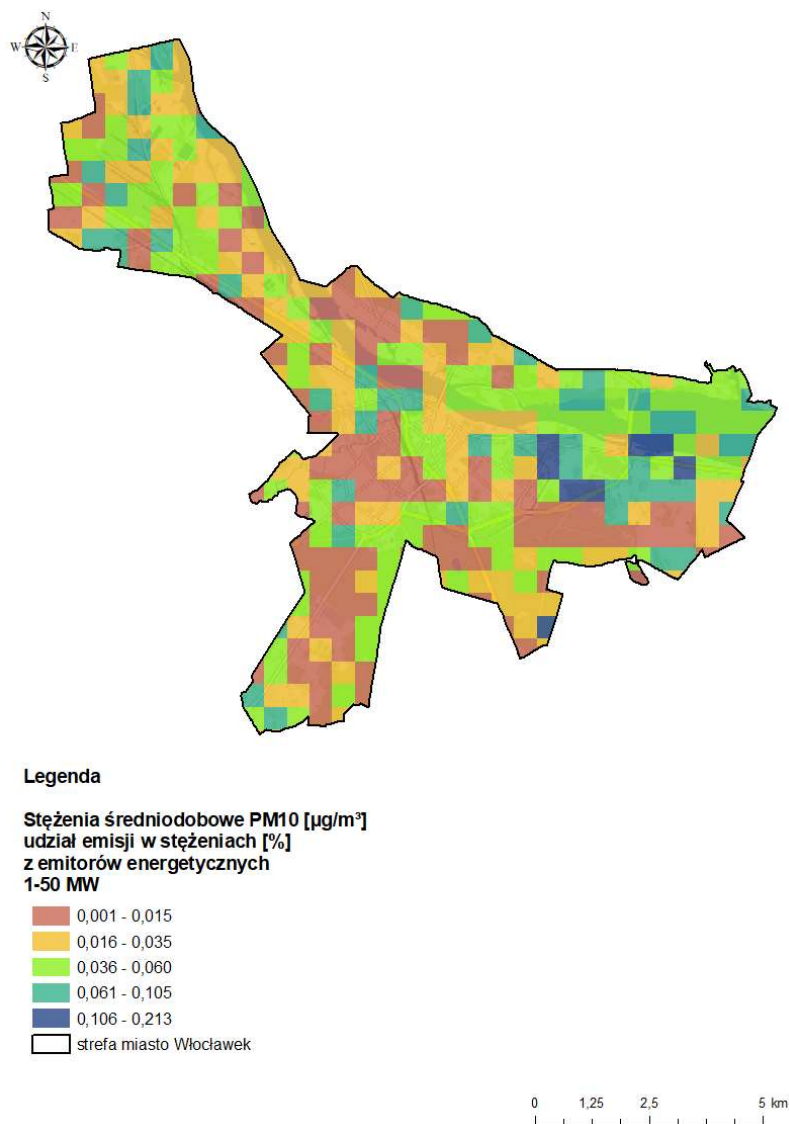 N
W E
S
Legenda
Stężenia średniodobowe PM10 [µg/m³]
udział emisji w stężeniach [%]
z emitorów energetycznych
1-50 MW
0,001 - 0,015
0,016 - 0,035
0,036 - 0,060
0,061 - 0,105
0,106 - 0,213
strefa miasto Włocławek
0 1,25 2,5 5 km